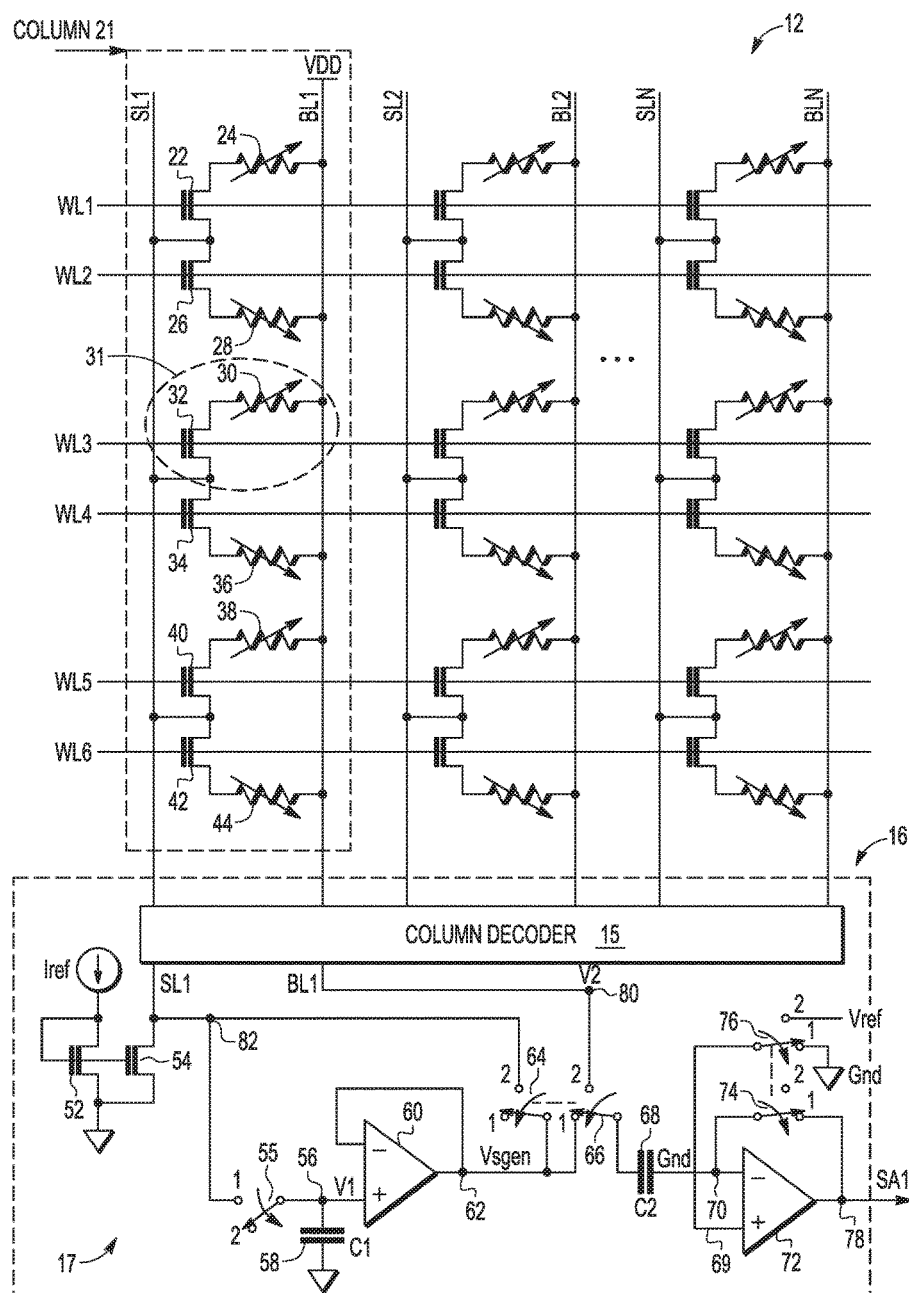 COLUMN 21
12
VDD
SL1
BL1
SL2
BL2
SLN
BLN
24
22
WL1
WL2
26
28
31
30
32
WL3
WL4
34
36
38
40
WL5
WL6
42
44
16
COLUMN DECODER 15
Iref
SL1
BL1
V2
80
82
2
Vref
76
1
52
54
64
2
2
Gnd
2
74
1
60
1
1
66
68
Gnd
55
56
Vsgen
SA1
1
V1
62
C2
70
78
2
58
C1
69
72
17
−
+
−
+